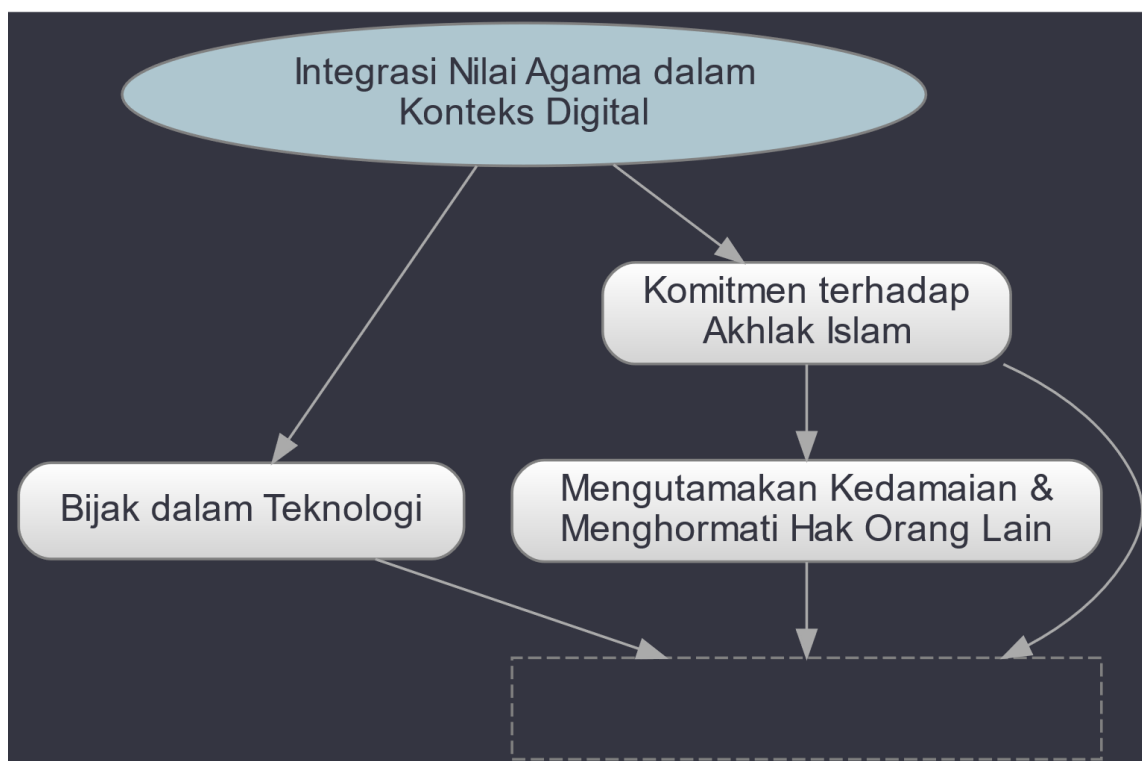 Integrasi Nilai Agama dalam
Konteks Digital
Komitmen terhadap
Akhlak Islam
Bijak dalam Teknologi
Mengutamakan Kedamaian &
Menghormati Hak Orang Lain